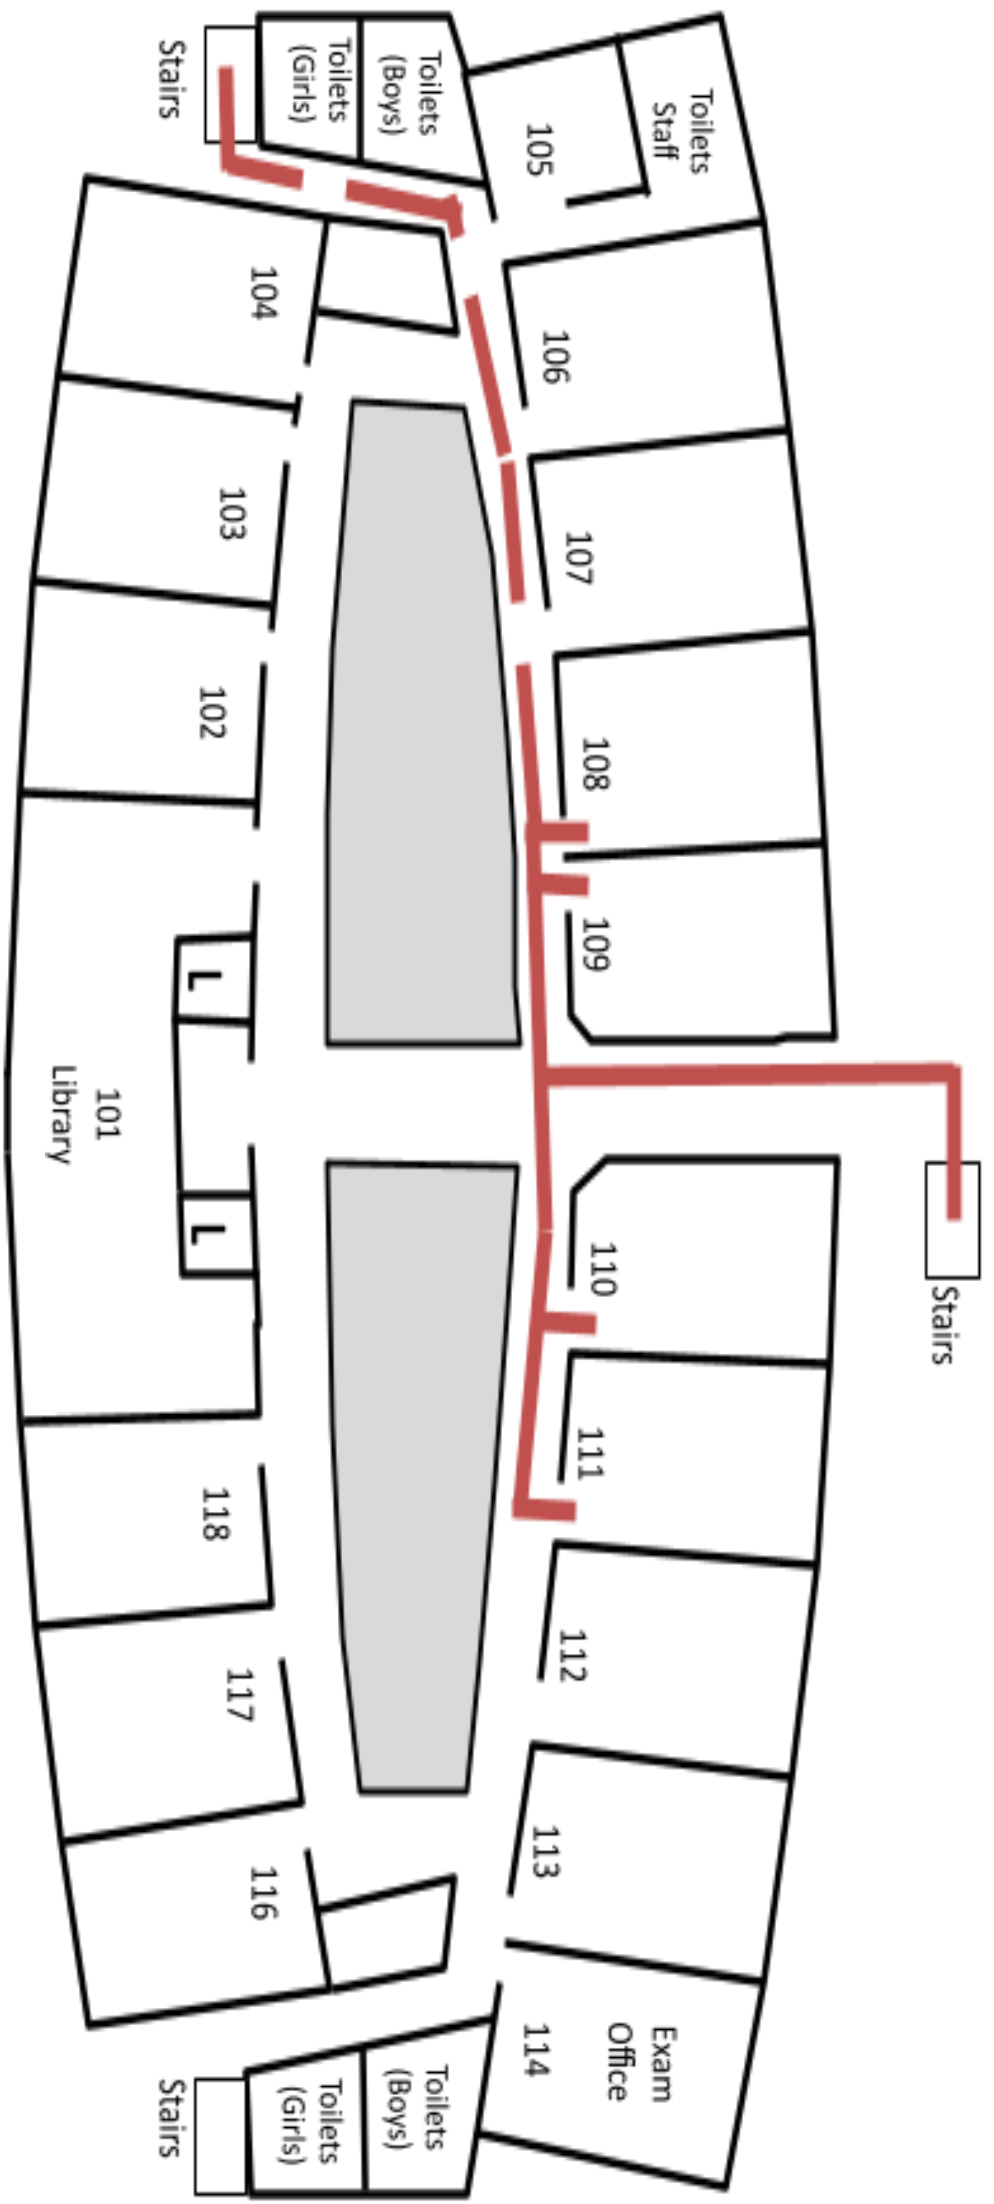 Stairs
Toilets
Staff
105
106
107
108
109
110
111
112
113
114
Exam
Office
Toilets
(Boys)
Toilets
(Girls)
Stairs
104
103
102
L
L
101
Library
118
117
116
Toilets
(Boys)
Toilets
(Girls)
Stairs